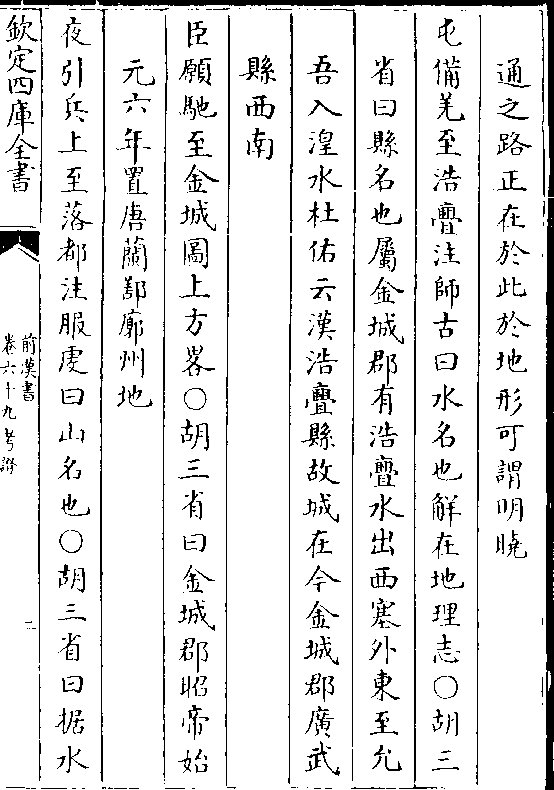 通之路正在於此於地形可謂明曉
屯備羌至浩亹注師古曰水名也解在地理志○胡三
省曰縣名也屬金城郡有浩亹水出西塞外東至允
吾入湟水杜佑云漢浩亹縣故城在今金城郡廣武
縣西南
臣願馳至金城圖上方畧○胡三省曰金城郡昭帝始
元六年置唐蘭鄯廓州地
夜引兵上至落都注服虔曰山名也○胡三省曰据水
欽定四庫全書
前漢書
卷六十九考證
二